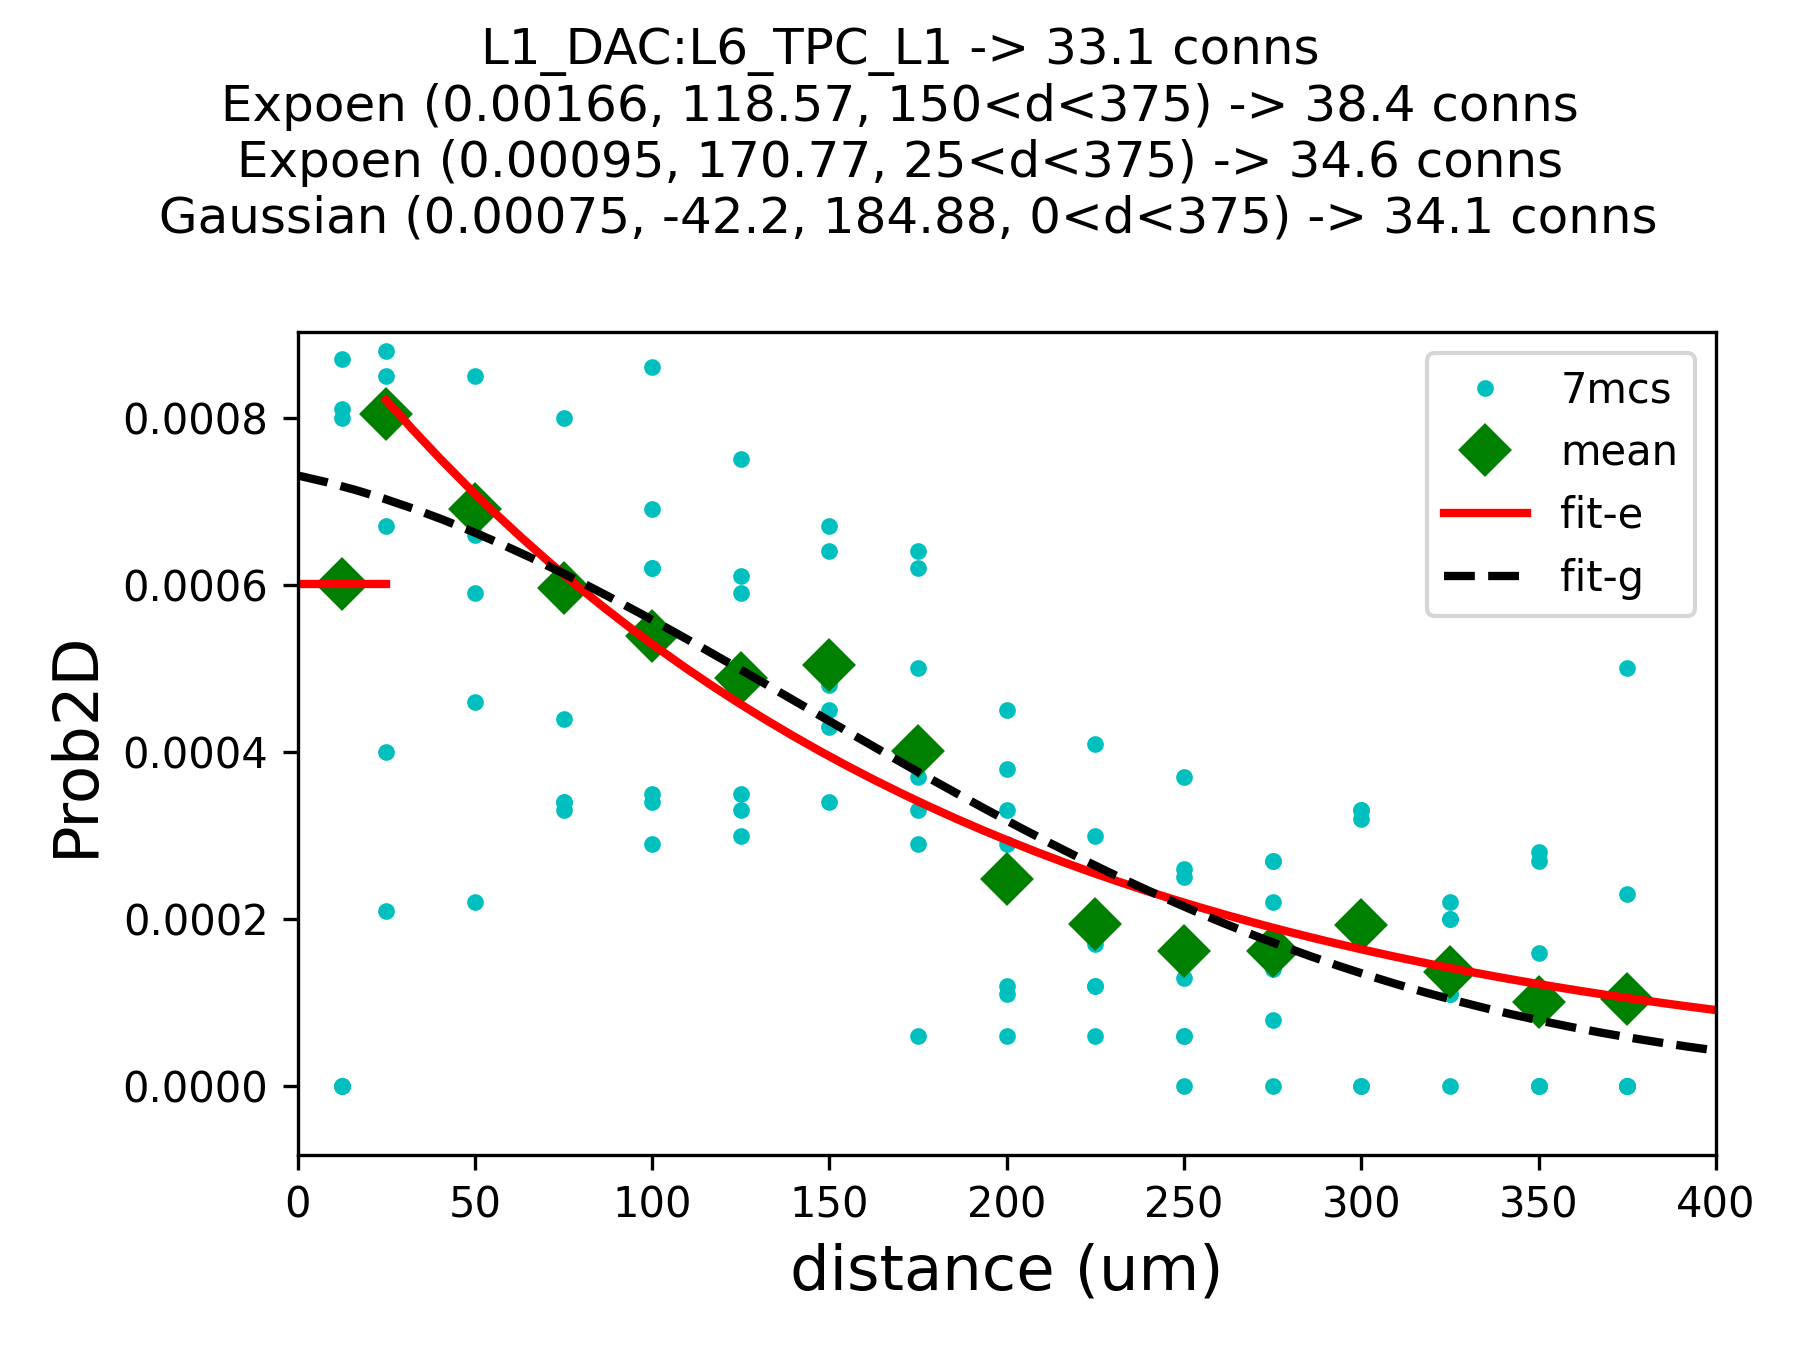 L1_DAC:L6_TPC_L1 -> 33.1 conns
Expoen (0.00166, 118.57, 150<d<375) -> 38.4 conns
Expoen (0.00095, 170.77, 25<d<375) -> 34.6 conns
Gaussian (0.00075, -42.2, 184.88, 0<d<375) -> 34.1 conns
7mcs
mean
fit-e
fit-g
0.0008
0.0006
0.0004
0.0002
0.0000
Prob2D
0 50 100 150 200 250 300 350 400
distance (um)